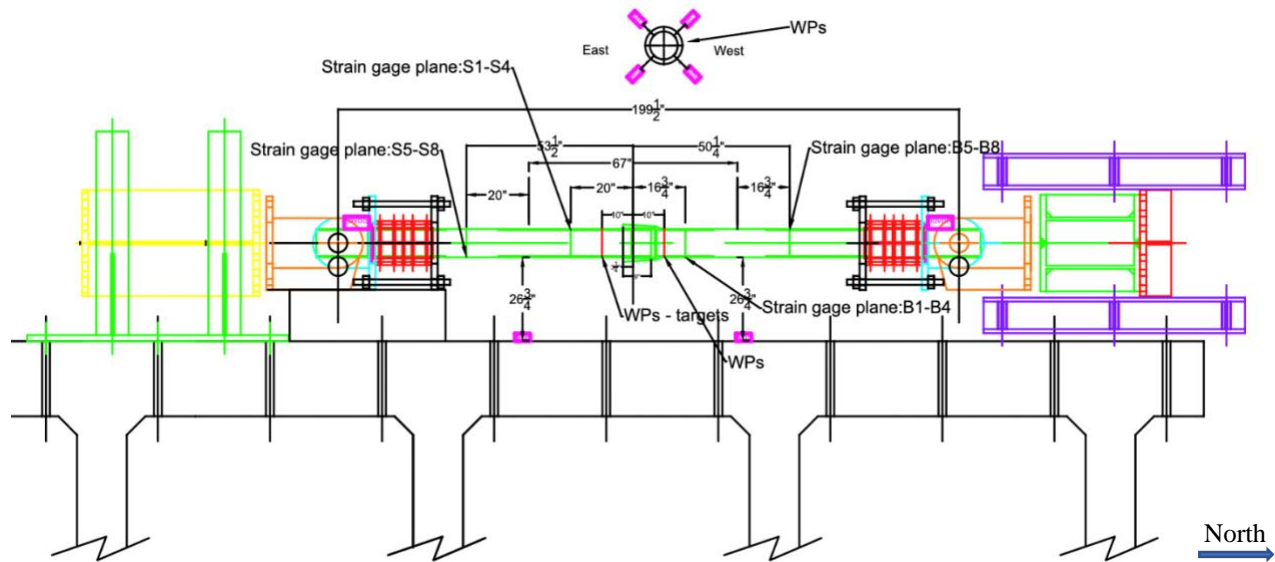 WPs
East
West
Strain gage plane:S1-S4
199 1/2"
Strain gage plane:S5-S8
53 1/2"
50 1/4"
Strain gage plane:B5-B8
67"
20"
20"
16 3/4"
16 3/4"
10"
10"
26 3/4"
26 3/4"
Strain gage plane:B1-B4
WPs - targets
WPs
North